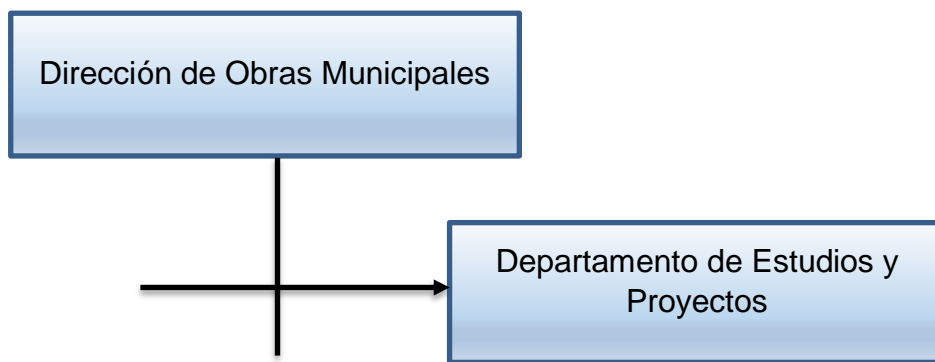 Dirección de Obras Municipales
Departamento de Estudios y
Proyectos